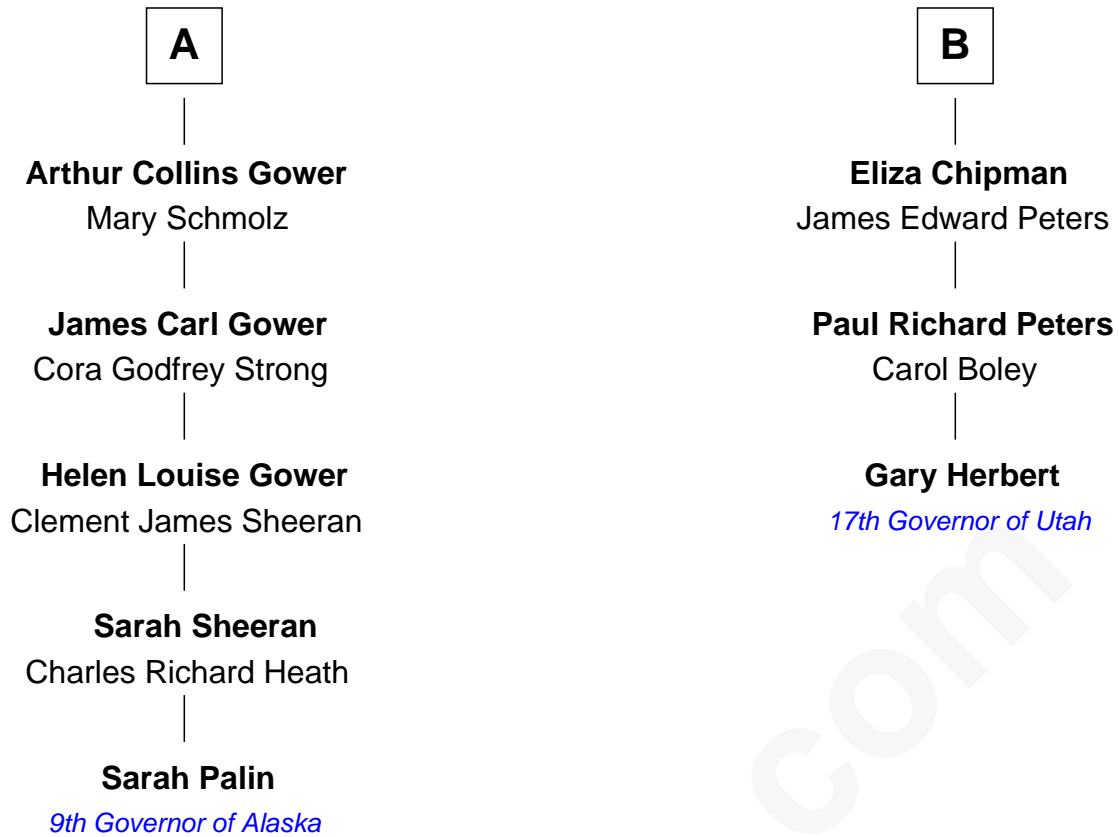 A
Arthur Collins Gower
Mary Schmolz
James Carl Gower
Cora Godfrey Strong
Helen Louise Gower
Clement James Sheeran
Sarah Sheeran
Charles Richard Heath
Sarah Palin
9th Governor of Alaska
B
Eliza Chipman
James Edward Peters
Paul Richard Peters
Carol Boley
Gary Herbert
17th Governor of Utah
com